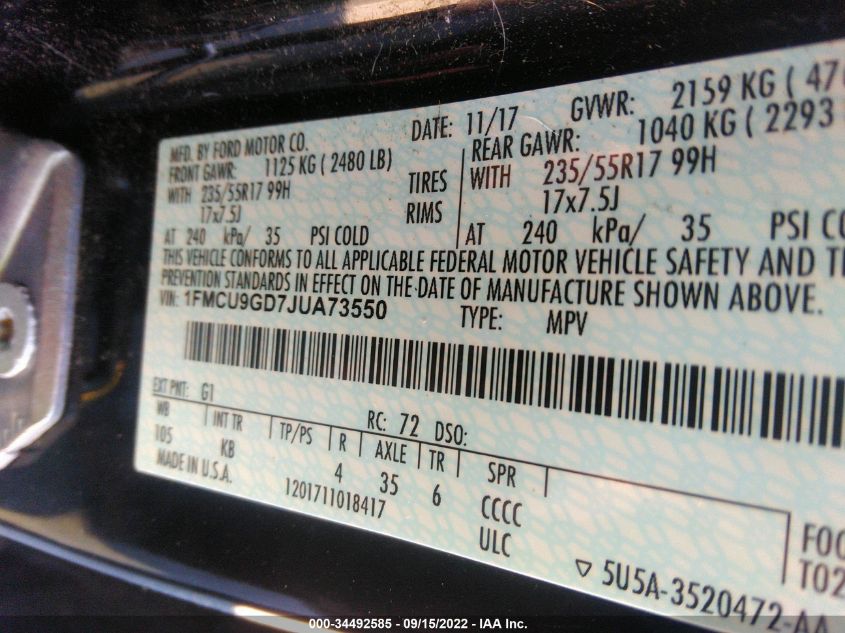 MFD. BY FORD MOTOR CO. DATE: 11/17 GVWR: 2159 KG ( 
FRONT GAWR: 1125 KG ( 2480 LB) REAR GAWR: 1040 KG ( 2293
WITH 235/55R17 99H TIRES WITH 235/55R17 99H
17x7.5J RIMS 17x7.5J
AT 240 kPa/ 35 PSI COLD AT 240 kPa/ 35 PSI
THIS VEHICLE CONFORMS TO ALL APPLICABLE FEDERAL MOTOR VEHICLE SAFETY AND
PREVENTION STANDARDS IN EFFECT ON THE DATE OF MANUFACTURE SHOWN ABOVE.
VIN: 1FMCU9GD7JUA73550 TYPE: MPV
EXT PNT: G1 RC: 72 DSO:
WB INT TR TP/PS R AXLE TR SPR
105 KB 4 35 6 CCCC
MADE IN U.S.A. 1201711018417 ULC
▽ 5U5A-3520472-AA
000-34492585 - 09/15/2022 - IAA Inc.